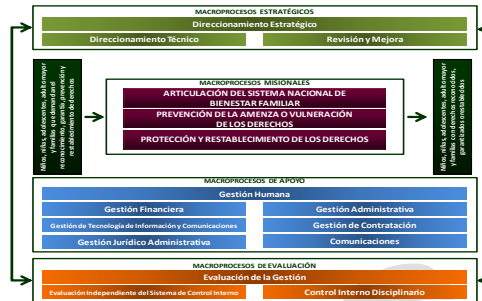 MACROPROCESOS ESTRATÉGICOS
Direccionamiento Estratégico
Direccionamiento Técnico
Revisión y Mejora
Niños, niñas, adolescentes, adulto mayor
y familias que demandan el
reconocimiento, garantía, prevención y
restablecimiento de derechos
MACROPROCESOS MISIONALES
ARTICULACIÓN DEL SISTEMA NACIONAL DE
BIENESTAR FAMILIAR
PREVENCIÓN DE LA AMENZA O VULNERACIÓN
DE LOS DERECHOS
PROTECCIÓN Y RESTABLECIMIENTO DE LOS DERECHOS
Niños, niñas, adolescentes, adulto mayor
y familias con derechos reconocidos,
garantizados o restablecidos
MACROPROCESOS DE APOYO
Gestión Humana
Gestión Financiera
Gestión Administrativa
Gestión de Tecnología de Información y Comunicaciones
Gestión de Contratación
Gestión Jurídico Administrativa
Comunicaciones
MACROPROCESOS DE EVALUACIÓN
Evaluación de la Gestión
Evaluación Independiente del Sistema de Control Interno
Control Interno Disciplinario